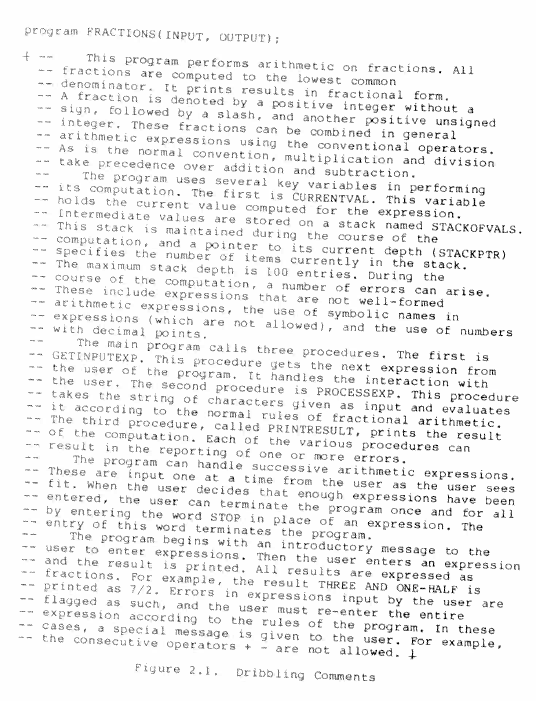 program FRACTIONS(INPUT, OUTPUT);
{ -- This program performs arithmetic on fractions. All
-- fractions are computed to the lowest common
-- denominator. It prints results in fractional form.
-- A fraction is denoted by a positive integer without a
-- sign, followed by a slash, and another positive unsigned
-- integer. These fractions can be combined in general
-- arithmetic expressions using the conventional operators.
-- As is the normal convention, multiplication and division
-- take precedence over addition and subtraction.
-- The program uses several key variables in performing
-- its computation. The first is CURRENTVAL. This variable
-- holds the current value computed for the expression.
-- Intermediate values are stored on a stack named STACKOFVALS.
-- This stack is maintained during the course of the
-- computation, and a pointer to its current depth (STACKPTR)
-- specifies the number of items currently in the stack.
-- The maximum stack depth is 100 entries. During the
-- course of the computation, a number of errors can arise.
-- These include expressions that are not well-formed
-- arithmetic expressions, the use of symbolic names in
-- expressions (which are not allowed), and the use of numbers
-- with decimal points.
-- The main program calls three procedures. The first is
-- GETINPUTEXP. This procedure gets the next expression from
-- the user of the program. It handles the interaction with
-- the user. The second procedure is PROCESSEXP. This procedure
-- takes the string of characters given as input and evaluates
-- it according to the normal rules of fractional arithmetic.
-- The third procedure, called PRINTRESULT, prints the result
-- of the computation. Each of the various procedures can
-- result in the reporting of one or more errors.
-- The program can handle successive arithmetic expressions.
-- These are input one at a time from the user as the user sees
-- fit. When the user decides that enough expressions have been
-- entered, the user can terminate the program once and for all
-- by entering the word STOP in place of an expression. The
-- entry of this word terminates the program.
-- The program begins with an introductory message to the
-- user to enter expressions. Then the user enters an expression
-- and the result is printed. All results are expressed as
-- fractions. For example, the result THREE AND ONE-HALF is
-- printed as 7/2. Errors in expressions input by the user are
-- flagged as such, and the user must re-enter the entire
-- expression according to the rules of the program. In these
-- cases, a special message is given to the user. For example,
-- the consecutive operators + - are not allowed. }
Figure 2.1. Dribbling Comments